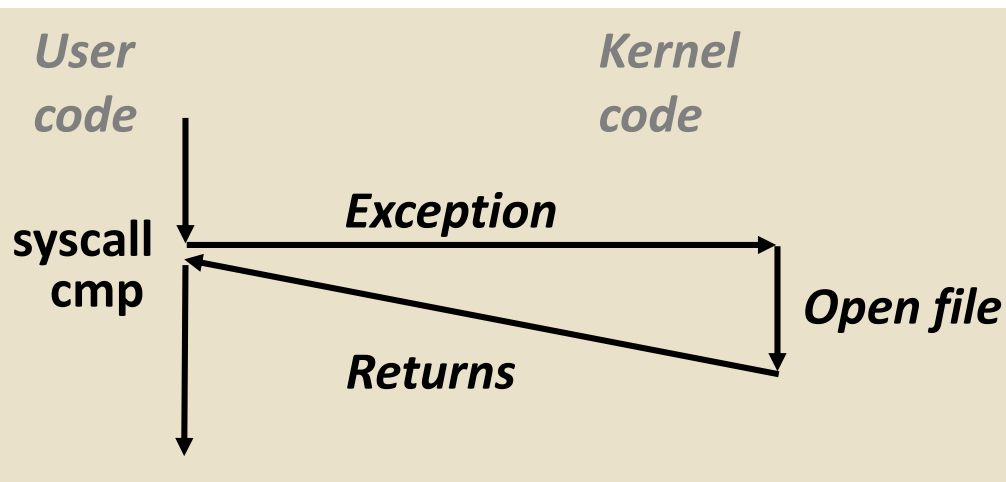 User
code
Kernel
code
Exception
syscall
cmp
Open file
Returns